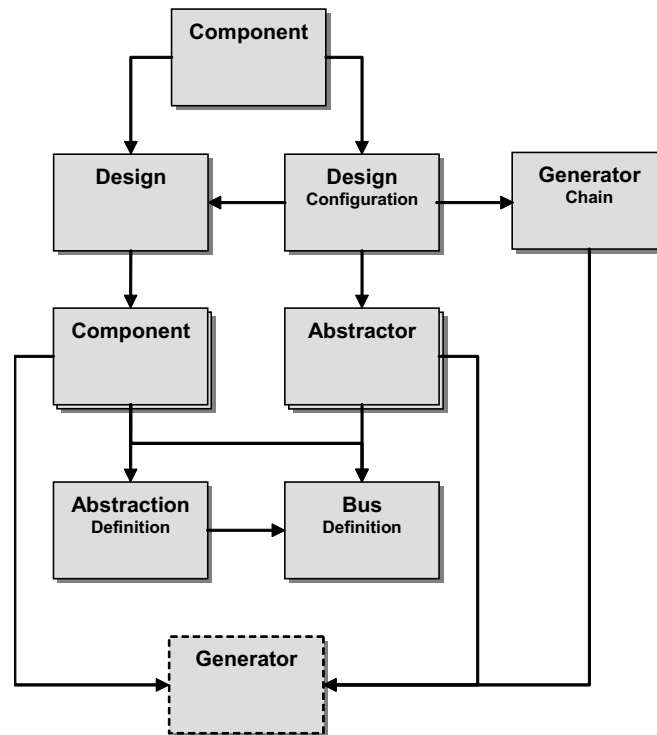 Component
Design
Design
Configuration
Generator
Chain
Component
Abstractor
Abstraction
Definition
Bus
Definition
Generator